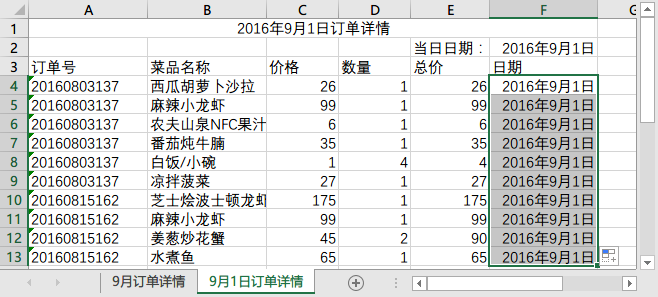 A B C D E F G
1 2016年9月1日订单详情
2 当日日期： 2016年9月1日
3 订单号 菜品名称 价格 数量 总价 日期
4 20160803137 西瓜胡萝卜沙拉 26 1 26 2016年9月1日
5 20160803137 麻辣小龙虾 99 1 99 2016年9月1日
6 20160803137 农夫山泉NFC果汁 6 1 6 2016年9月1日
7 20160803137 番茄炖牛腩 35 1 35 2016年9月1日
8 20160803137 白饭/小碗 1 4 4 2016年9月1日
9 20160803137 凉拌菠菜 27 1 27 2016年9月1日
10 20160815162 芝士烩波士顿龙虾 175 1 175 2016年9月1日
11 20160815162 麻辣小龙虾 99 1 99 2016年9月1日
12 20160815162 姜葱炒花蟹 45 2 90 2016年9月1日
13 20160815162 水煮鱼 65 1 65 2016年9月1日
9月订单详情 9月1日订单详情